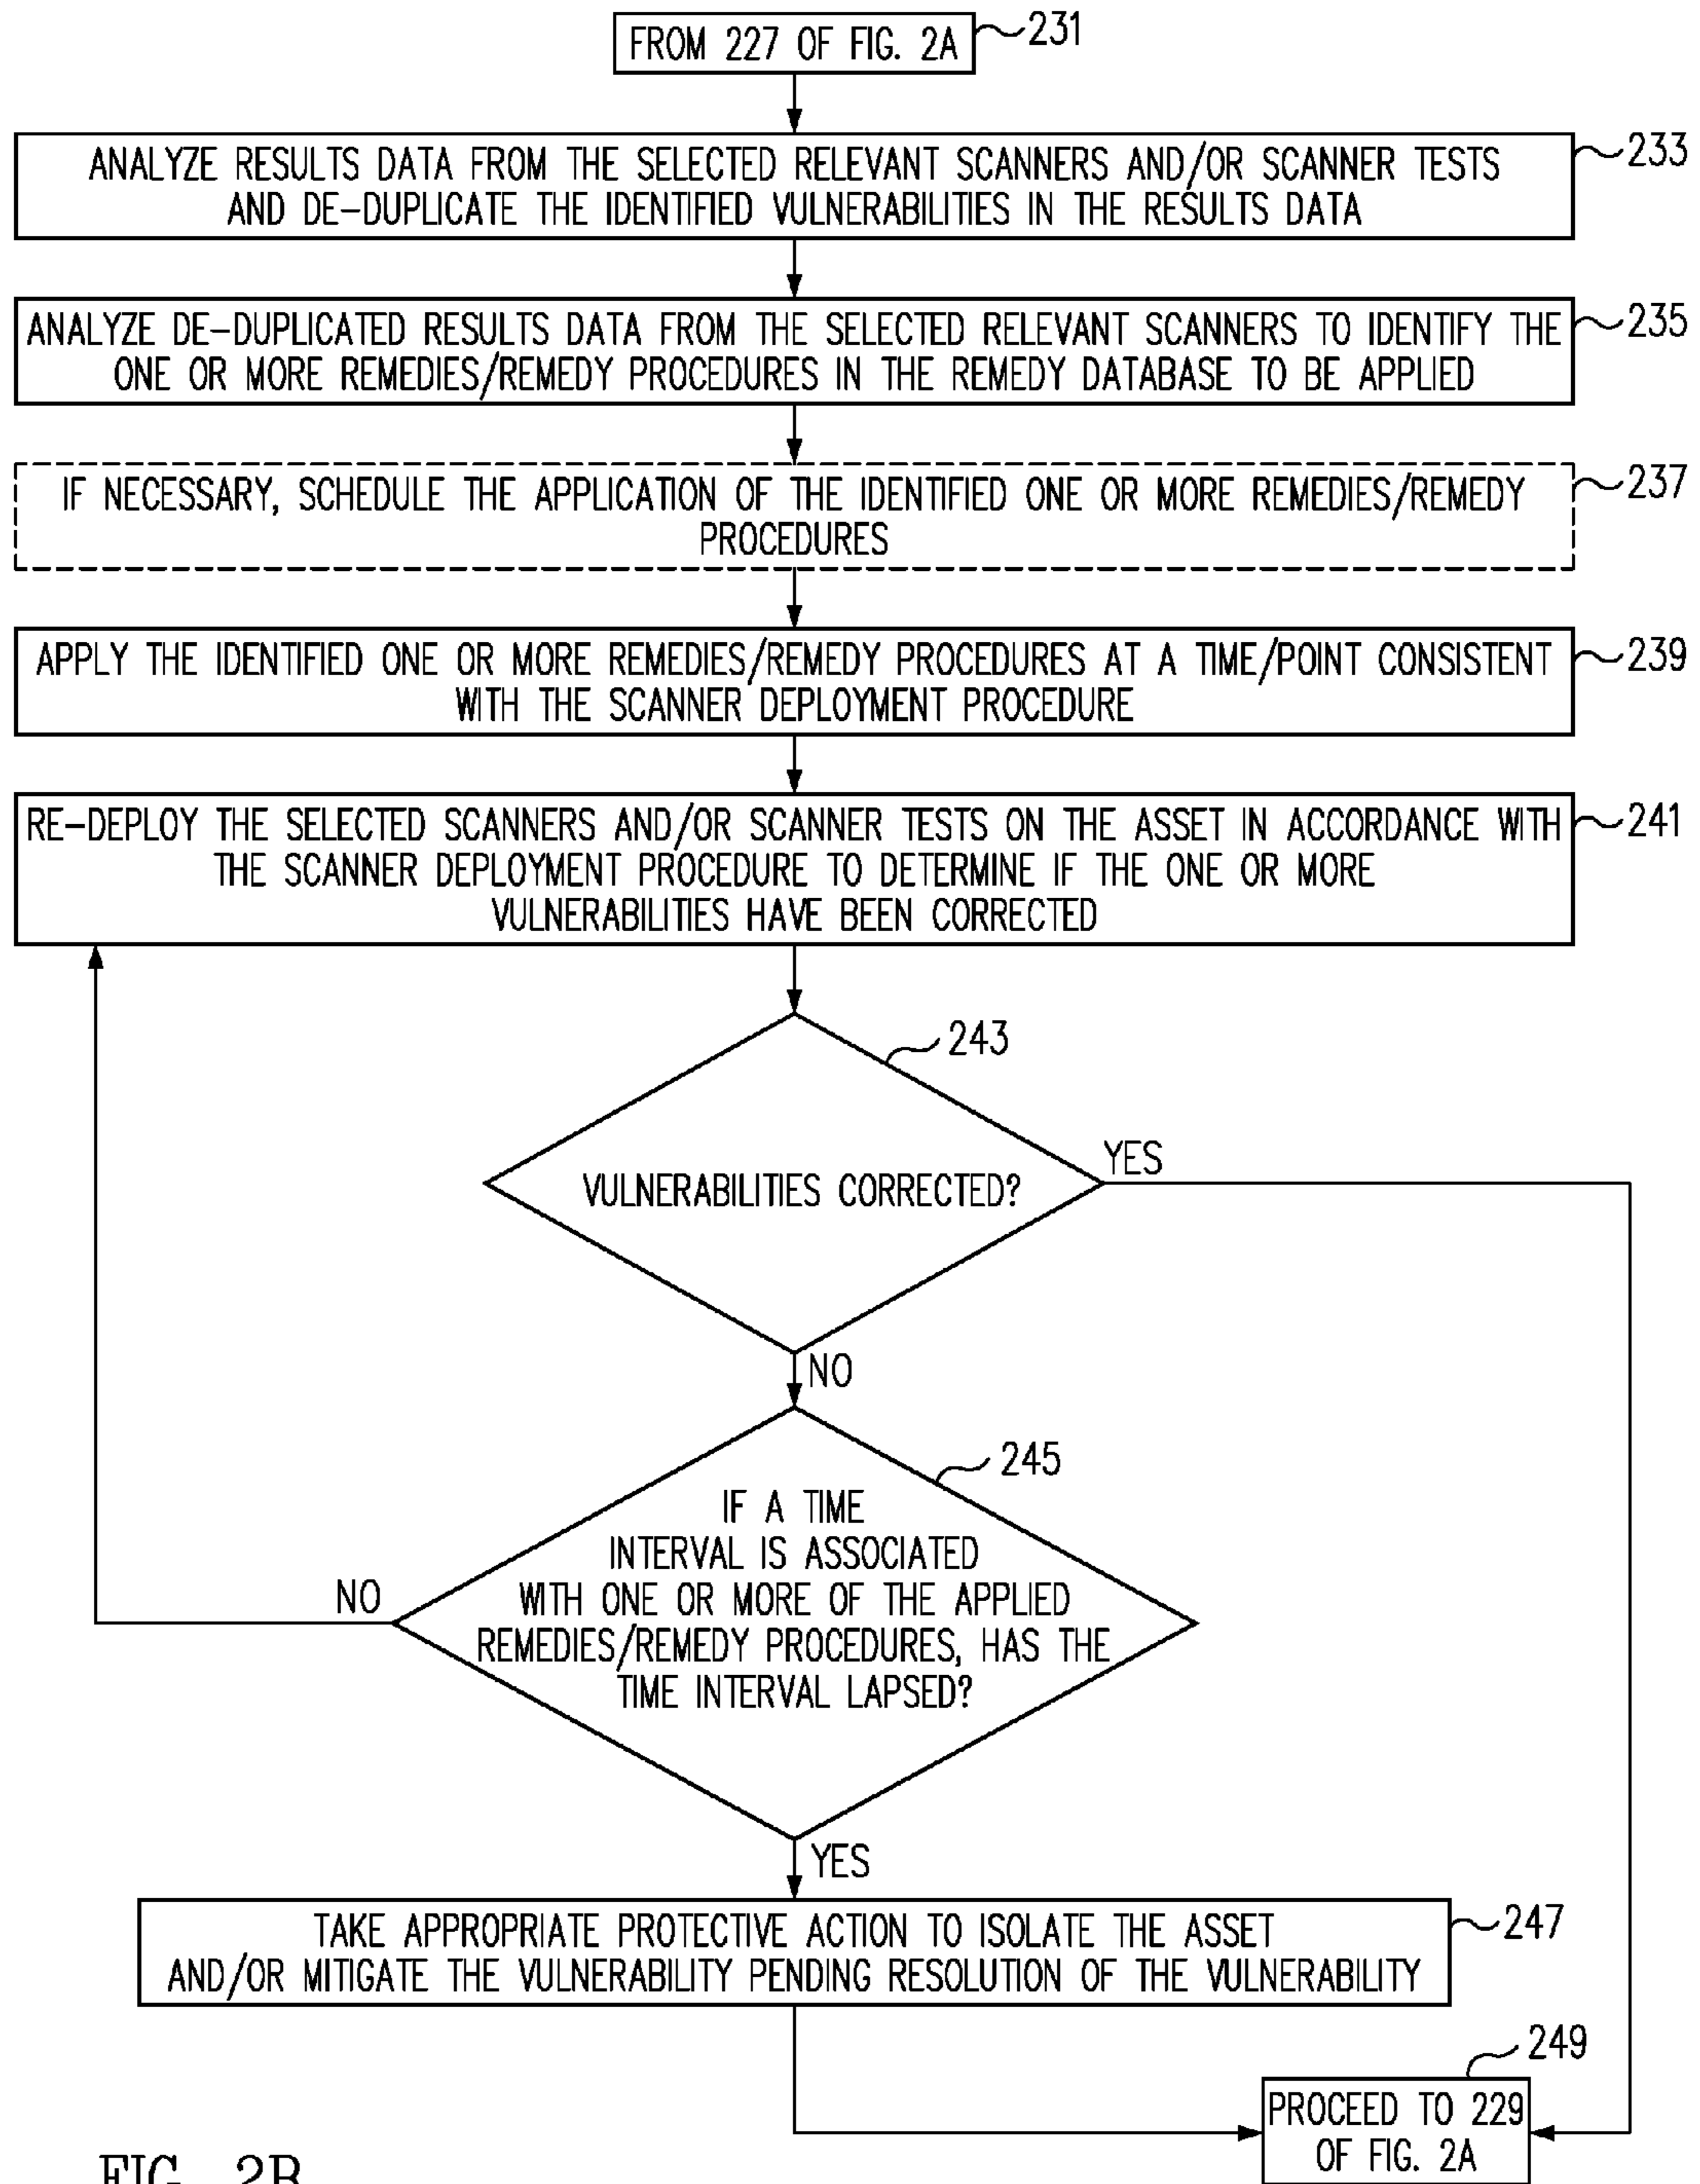 FROM 227 OF FIG. 2A
231
ANALYZE RESULTS DATA FROM THE SELECTED RELEVANT SCANNERS AND/OR SCANNER TESTS
AND DE-DUPLICATE THE IDENTIFIED VULNERABILITIES IN THE RESULTS DATA
233
ANALYZE DE-DUPLICATED RESULTS DATA FROM THE SELECTED RELEVANT SCANNERS TO IDENTIFY THE
ONE OR MORE REMEDIES/REMEDY PROCEDURES IN THE REMEDY DATABASE TO BE APPLIED
235
IF NECESSARY, SCHEDULE THE APPLICATION OF THE IDENTIFIED ONE OR MORE REMEDIES/REMEDY
PROCEDURES
237
APPLY THE IDENTIFIED ONE OR MORE REMEDIES/REMEDY PROCEDURES AT A TIME/POINT CONSISTENT
WITH THE SCANNER DEPLOYMENT PROCEDURE
239
RE-DEPLOY THE SELECTED SCANNERS AND/OR SCANNER TESTS ON THE ASSET IN ACCORDANCE WITH
THE SCANNER DEPLOYMENT PROCEDURE TO DETERMINE IF THE ONE OR MORE
VULNERABILITIES HAVE BEEN CORRECTED
241
243
VULNERABILITIES CORRECTED?
YES
NO
245
IF A TIME
INTERVAL IS ASSOCIATED
WITH ONE OR MORE OF THE APPLIED
REMEDIES/REMEDY PROCEDURES, HAS THE
TIME INTERVAL LAPSED?
NO
YES
TAKE APPROPRIATE PROTECTIVE ACTION TO ISOLATE THE ASSET
AND/OR MITIGATE THE VULNERABILITY PENDING RESOLUTION OF THE VULNERABILITY
247
249
PROCEED TO 229
OF FIG. 2A
FIG. 2B